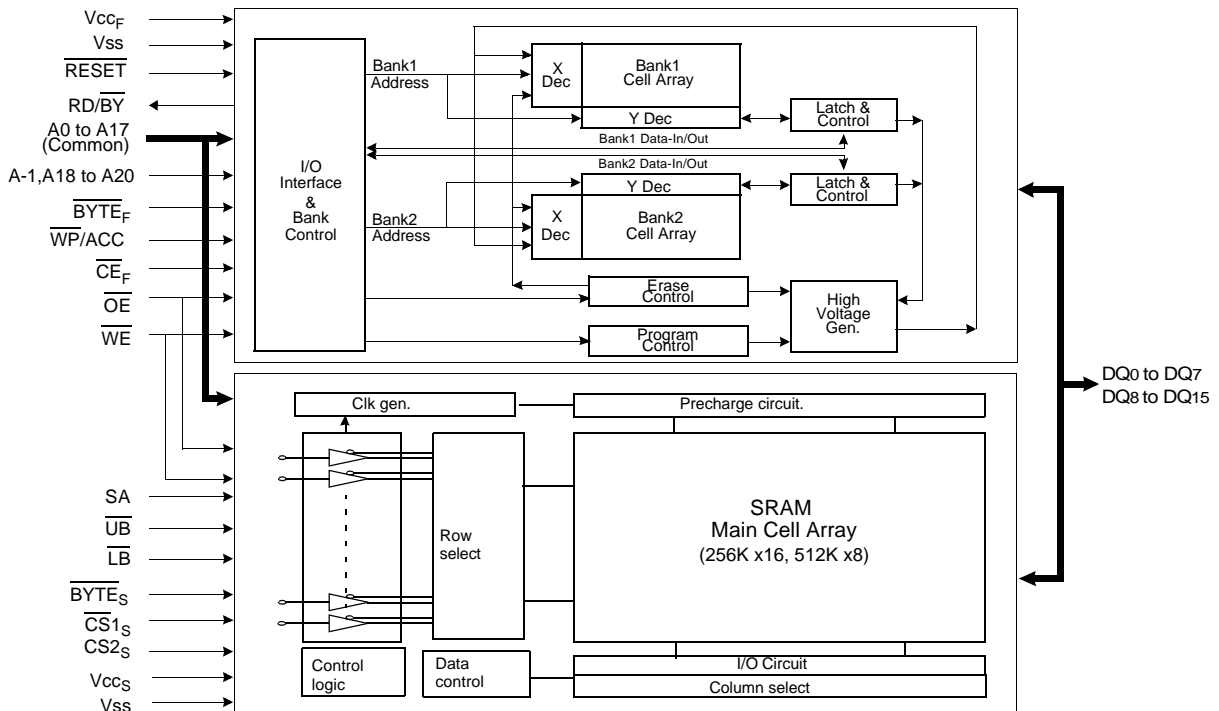 VccF
Vss
RESET
RD/BY
A0 to A17
(Common)
A-1,A18 to A20
BYTEF
WP/ACC
CEF
OE
WE
I/O
Interface
&
Bank
Control
Bank1
Address
X
Dec
Bank1
Cell Array
Y Dec
Latch &
Control
Bank1 Data-In/Out
Bank2 Data-In/Out
Y Dec
Latch &
Control
Bank2
Address
X
Dec
Bank2
Cell Array
Erase
Control
High
Voltage
Gen.
Program
Control
DQ0 to DQ7
DQ8 to DQ15
SA
UB
LB
BYTES
CS1S
CS2S
VccS
Vss
Clk gen.
Precharge circuit.
Row
select
SRAM
Main Cell Array
(256K x16, 512K x8)
Control
logic
Data
control
I/O Circuit
Column select